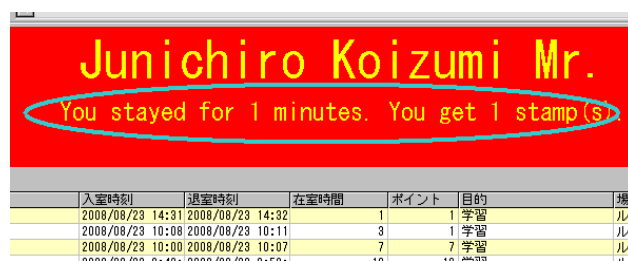 Junichiro Koizumi Mr.
You stayed for 1 minutes. You get 1 stamp(s).
入室時刻 退室時刻 在室時間 ポイント 目的
2008/08/23 14:31 2008/08/23 14:32 1 1 学習
2008/08/23 10:08 2008/08/23 10:11 3 1 学習
2008/08/23 10:00 2008/08/23 10:07 7 7 学習